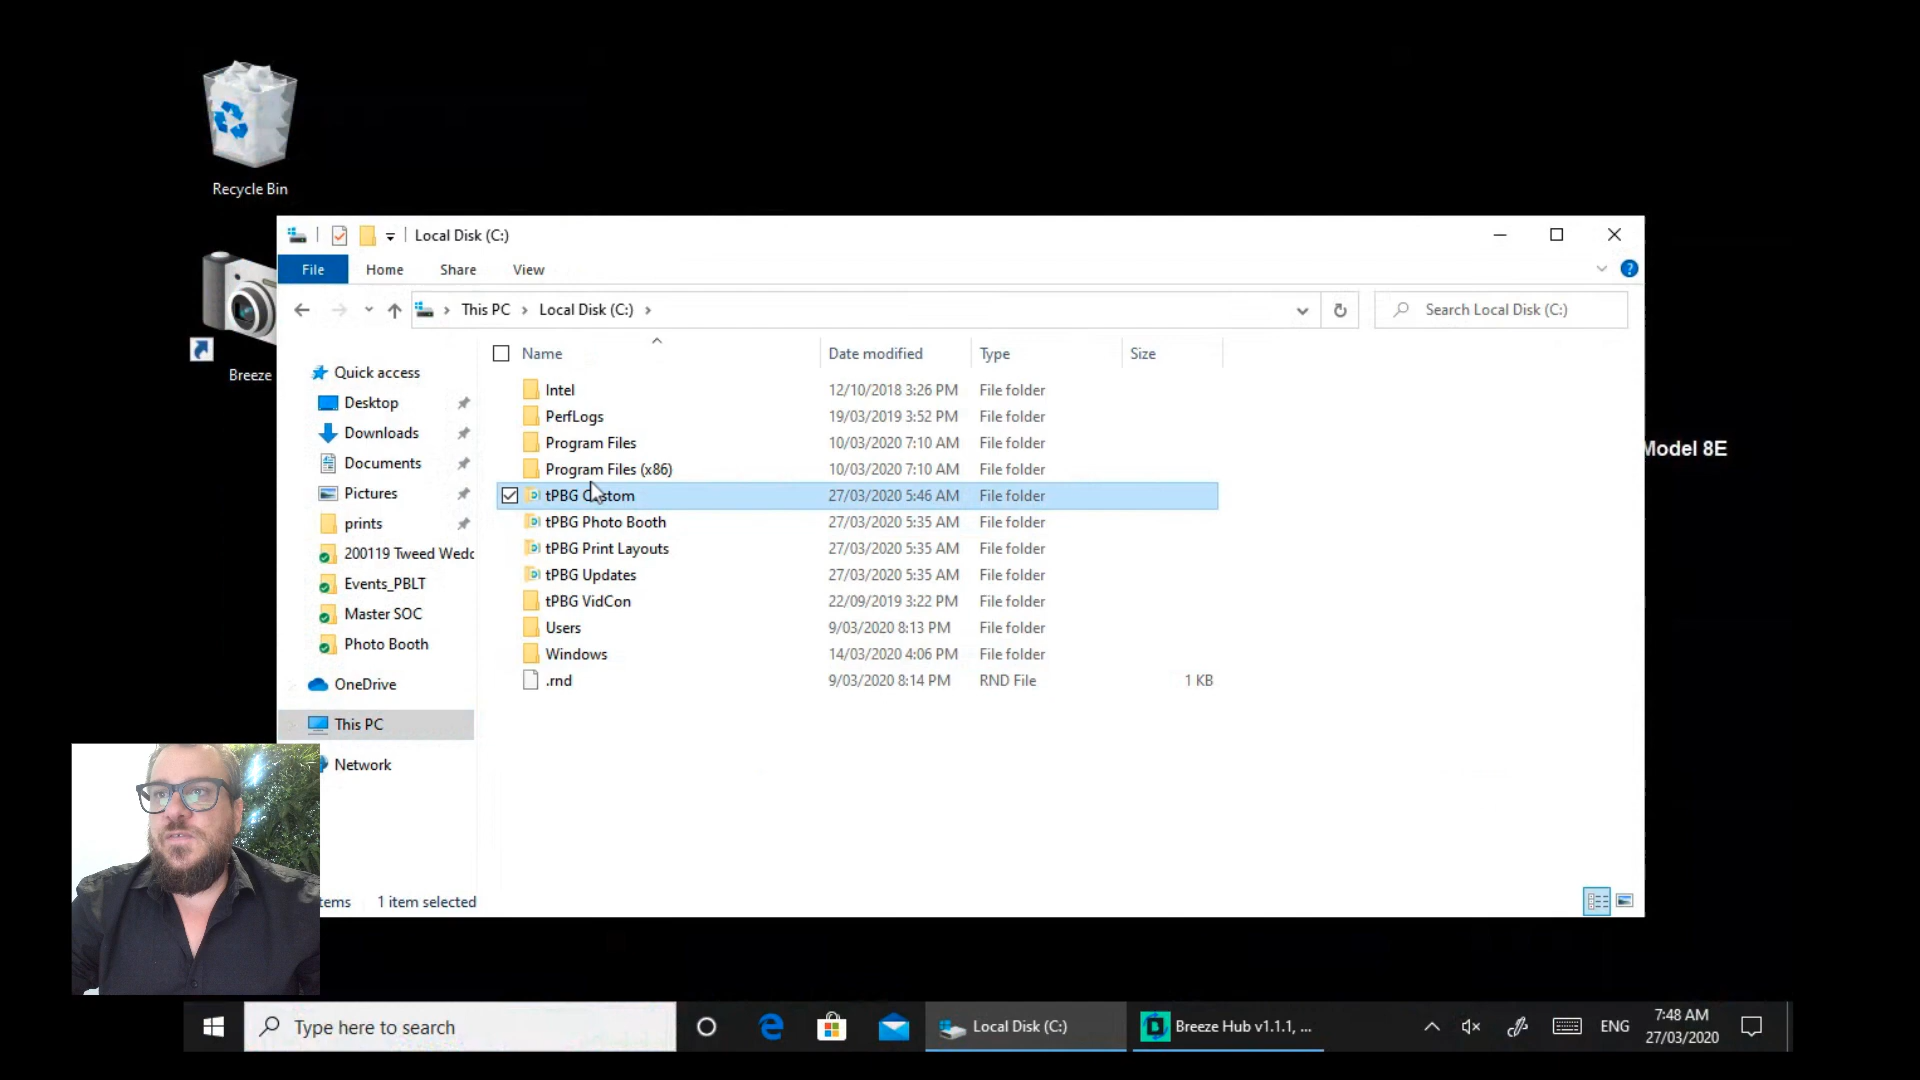 Recycle Bin
Breeze
Model 8E
Local Disk (C:)
File Home Share View
This PC > Local Disk (C:) >
Search Local Disk (C:)
Name Date modified Type Size
Quick access
Desktop
Downloads
Documents
Pictures
prints
200119 Tweed Wedc
Events_PBLT
Master SOC
Photo Booth
OneDrive
This PC
Network
Intel 12/10/2018 3:26 PM File folder
PerfLogs 19/03/2019 3:52 PM File folder
Program Files 10/03/2020 7:10 AM File folder
Program Files (x86) 10/03/2020 7:10 AM File folder
tPBG Custom 27/03/2020 5:46 AM File folder
tPBG Photo Booth 27/03/2020 5:35 AM File folder
tPBG Print Layouts 27/03/2020 5:35 AM File folder
tPBG Updates 27/03/2020 5:35 AM File folder
tPBG VidCon 22/09/2019 3:22 PM File folder
Users 9/03/2020 8:13 PM File folder
Windows 14/03/2020 4:06 PM File folder
.rnd 9/03/2020 8:14 PM RND File 1 KB
tems 1 item selected
Type here to search
Local Disk (C:)
Breeze Hub v1.1.1, ...
ENG
7:48 AM
27/03/2020